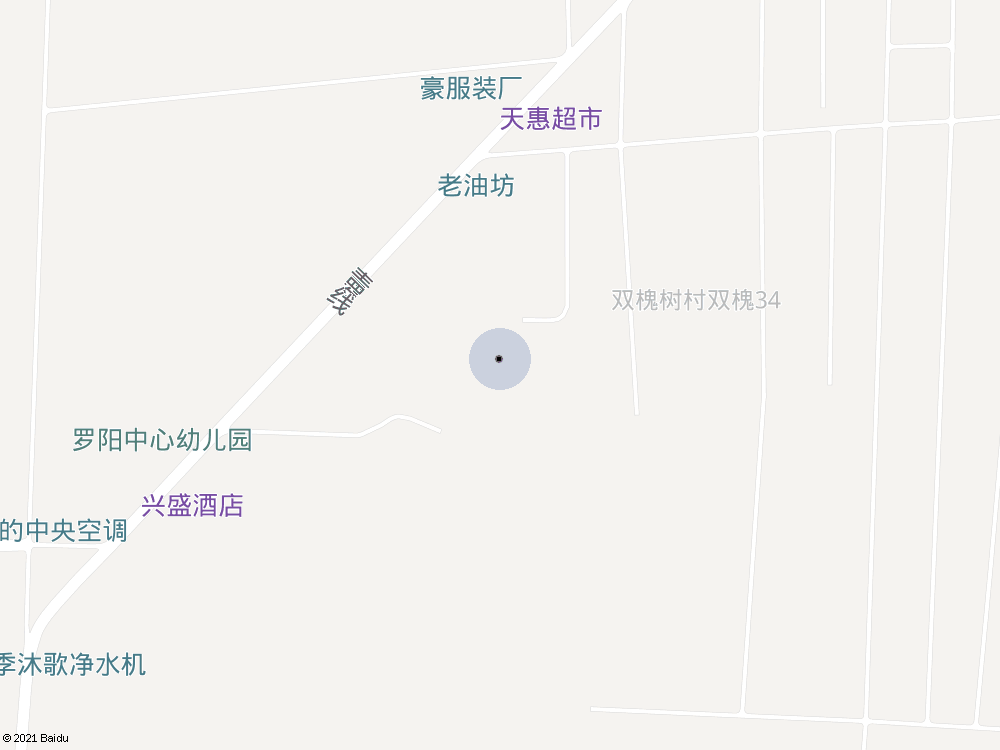 豪服装厂
天惠超市
老油坊
线
双槐树村双槐34
罗阳中心幼儿园
兴盛酒店
的中央空调
季沐歌净水机
© 2021 Baidu